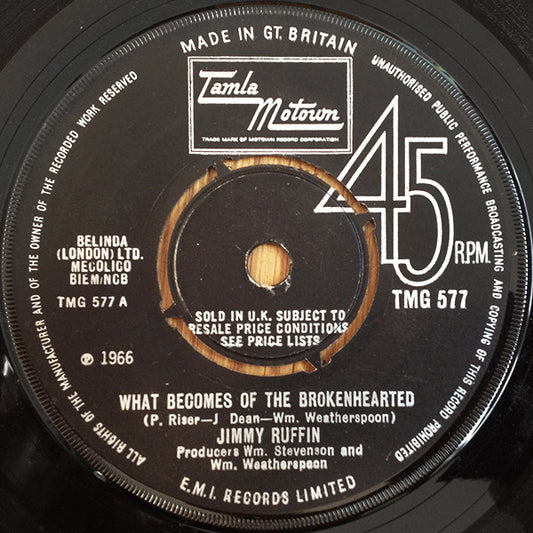 MADE IN GT. BRITAIN
UNAUTHORISED PUBLIC PERFORMANCE BROADCASTING AND COPYING OF THIS RECORD PROHIBITED
ALL RIGHTS OF THE MANUFACTURER AND OF THE OWNER OF THE RECORDED WORK RESERVED
Tamla
Motown
TRADE MARK OF MOTOWN RECORD CORPORATION
45
R.P.M.
TMG 577
BELINDA
(LONDON) LTD.
MECOLICO
BIEM/NCB
TMG 577 A
℗ 1966
SOLD IN U.K. SUBJECT TO
RESALE PRICE CONDITIONS
SEE PRICE LISTS
WHAT BECOMES OF THE BROKENHEARTED
(P. Riser—J Dean—Wm. Weatherspoon)
JIMMY RUFFIN
Producers Wm. Stevenson and
Wm. Weatherspoon
E.M.I. RECORDS LIMITED